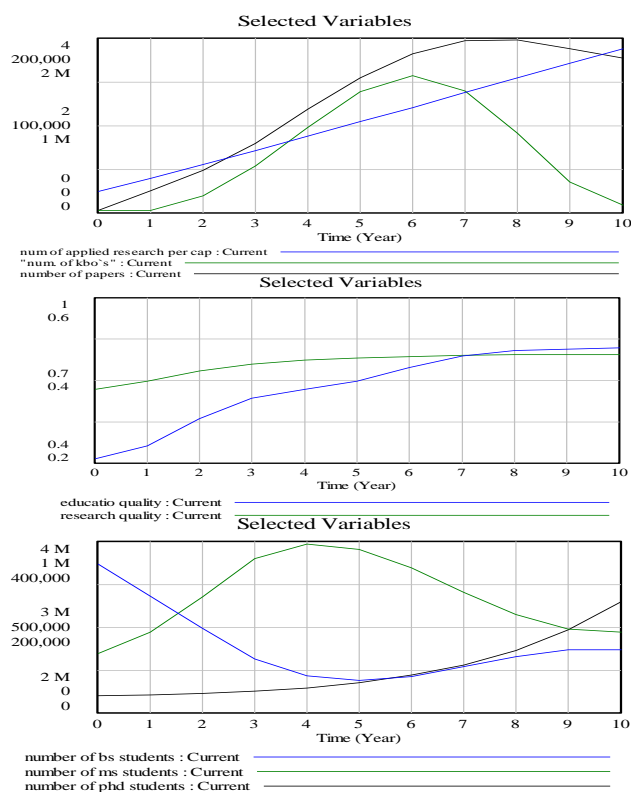 Selected Variables
4
200,000
2 M
2
100,000
1 M
0
0
0
0 1 2 3 4 5 6 7 8 9 10
Time (Year)
num of applied research per cap : Current
"num. of kbo`s" : Current
number of papers : Current
Selected Variables
1
0.6
0.7
0.4
0.4
0.2
0 1 2 3 4 5 6 7 8 9 10
Time (Year)
educatio quality : Current
research quality : Current
Selected Variables
4 M
1 M
400,000
3 M
500,000
200,000
2 M
0
0
0 1 2 3 4 5 6 7 8 9 10
Time (Year)
number of bs students : Current
number of ms students : Current
number of phd students : Current